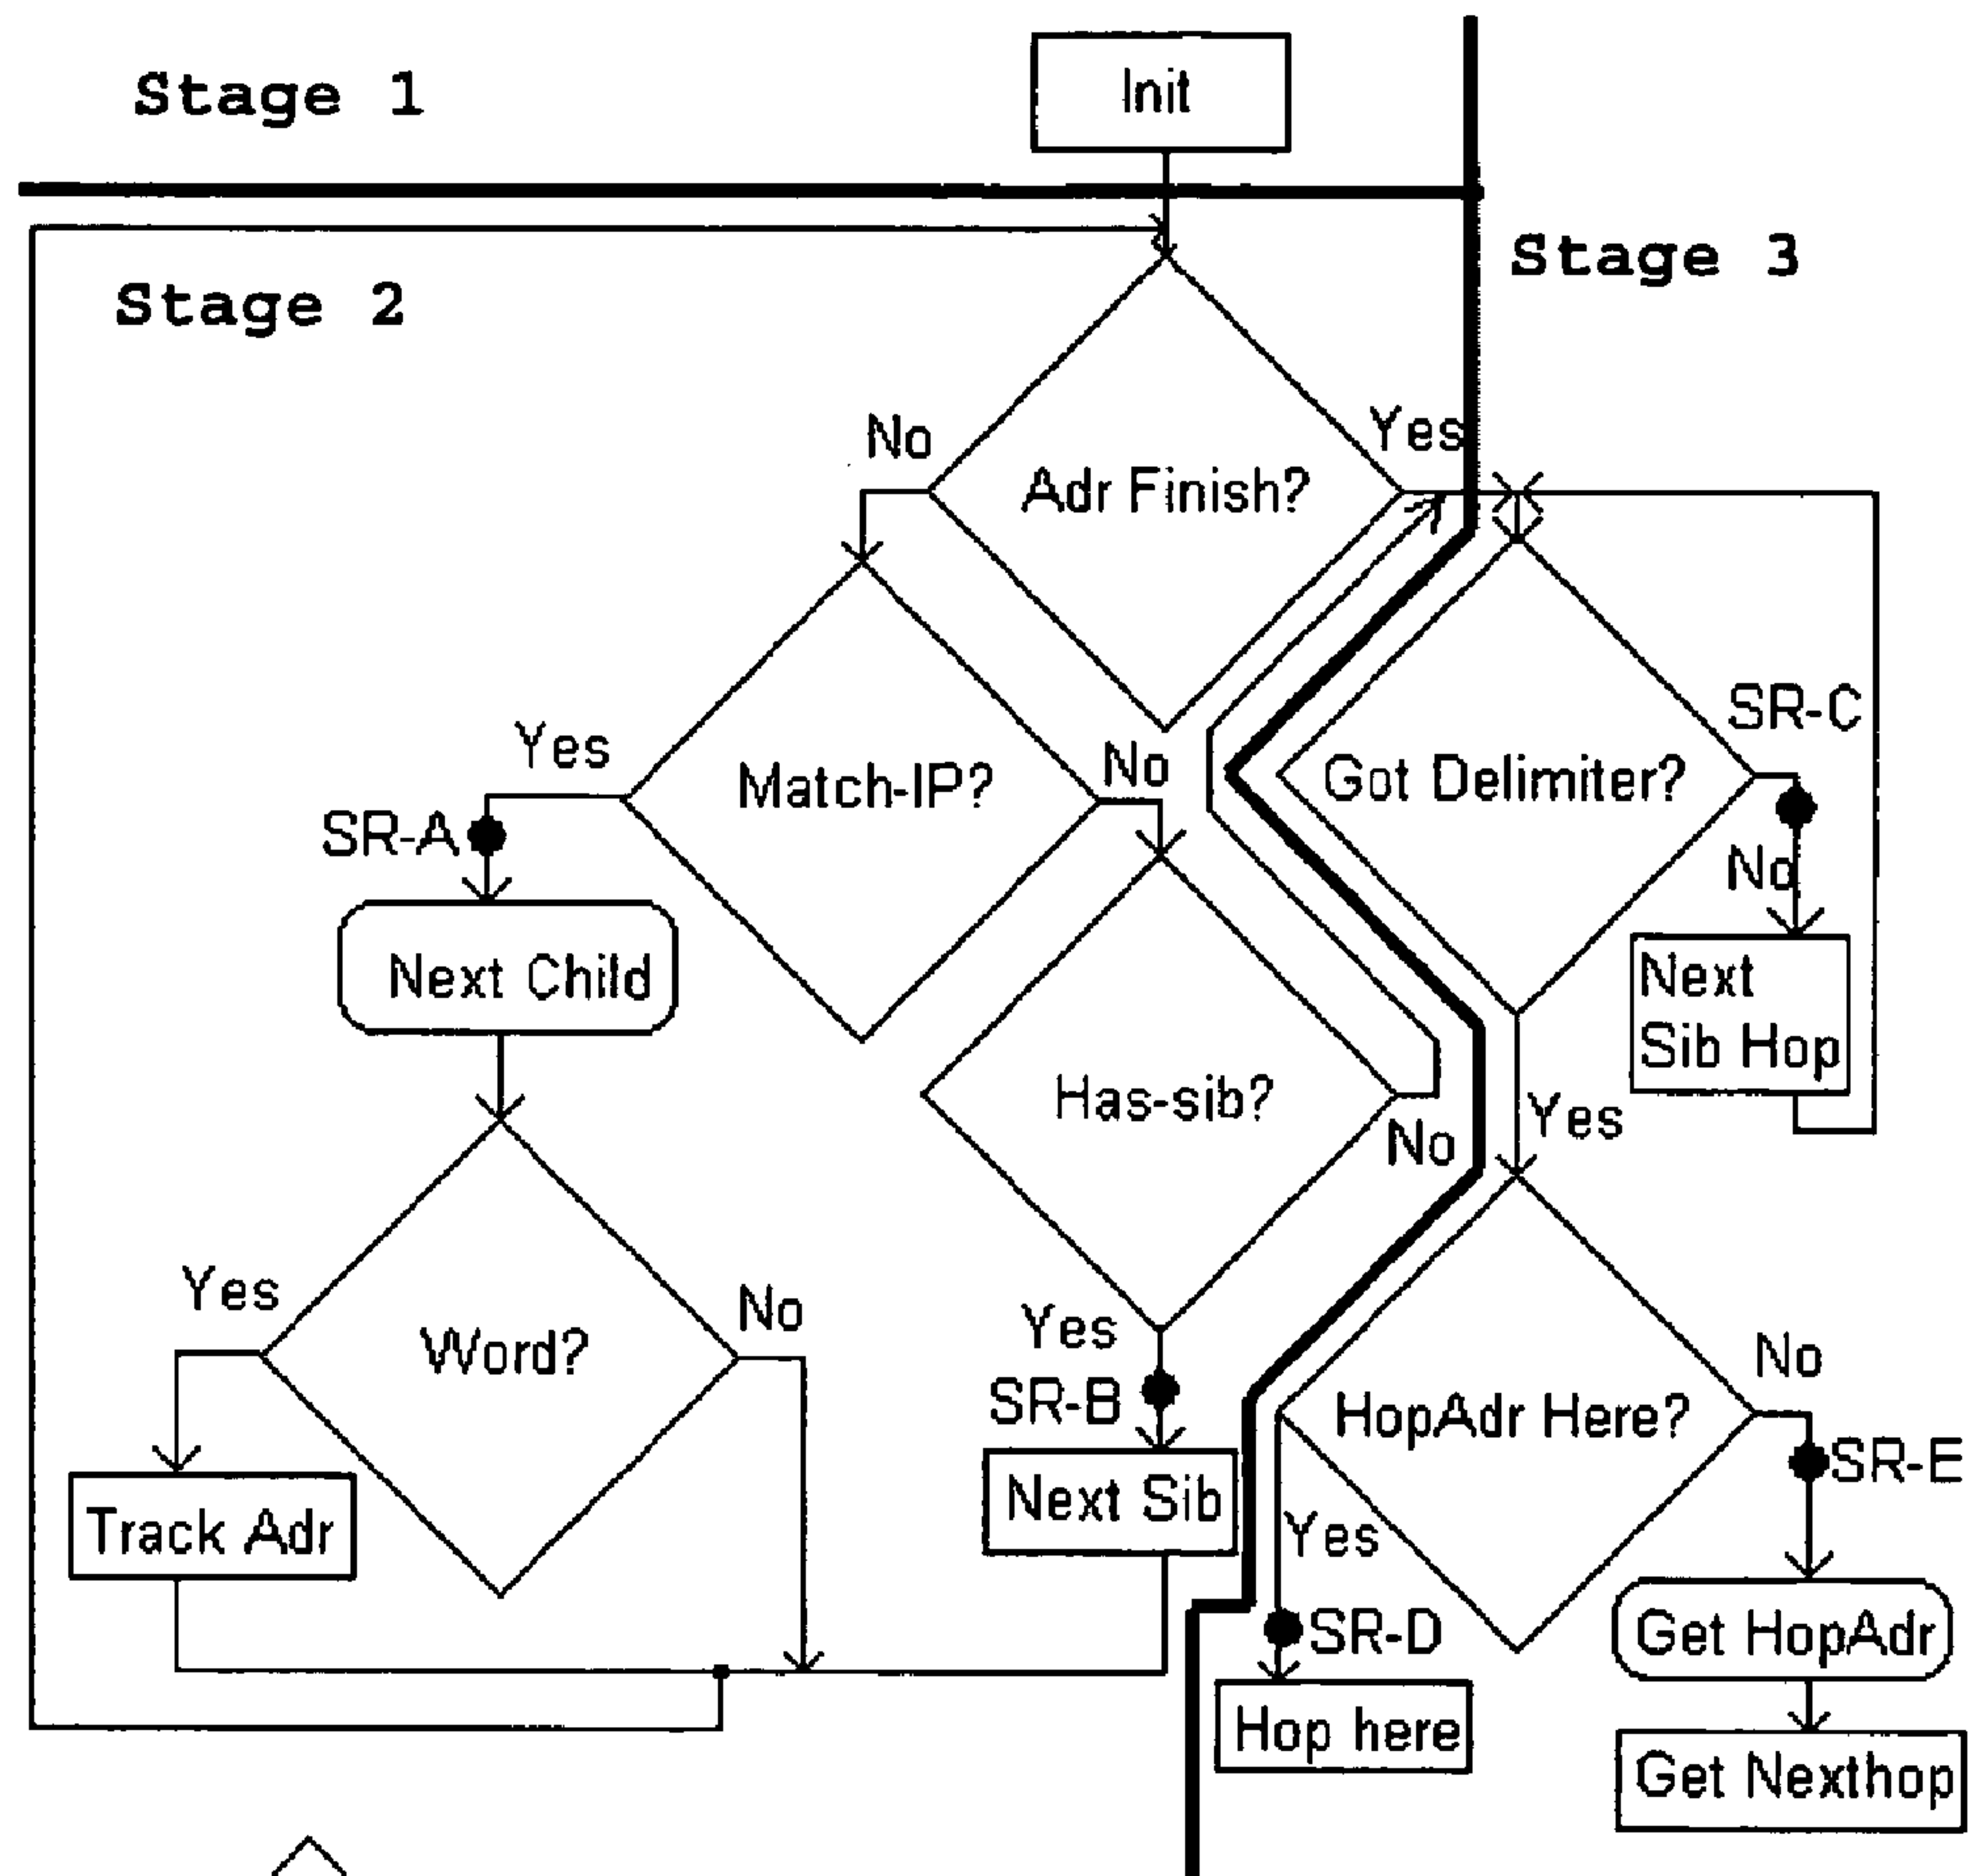 Stage 1
Init
Stage 2
Stage 3
No
Yes
Adr Finish?
SR-C
Yes
Match-IP?
No
Got Delimiter?
SR-A
No
Next Child
Next
Sib Hop
Has-sib?
No
Yes
Yes
Word?
No
Yes
SR-B
HopAdr Here?
No
SR-E
Track Adr
Next Sib
Yes
SR-D
Get HopAdr
Hop here
Get Nexthop